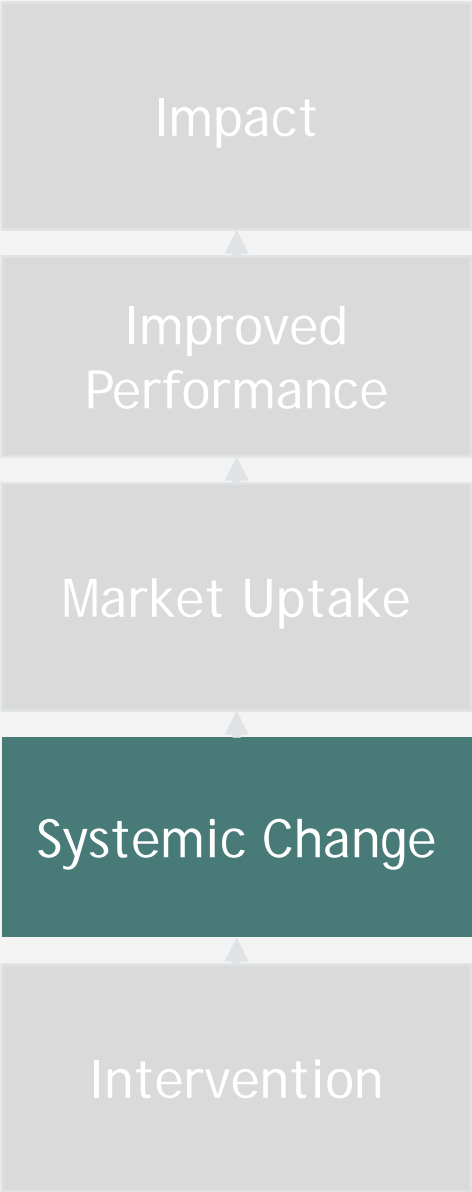 Impact
Improved
Performance
Market Uptake
Systemic Change
Intervention